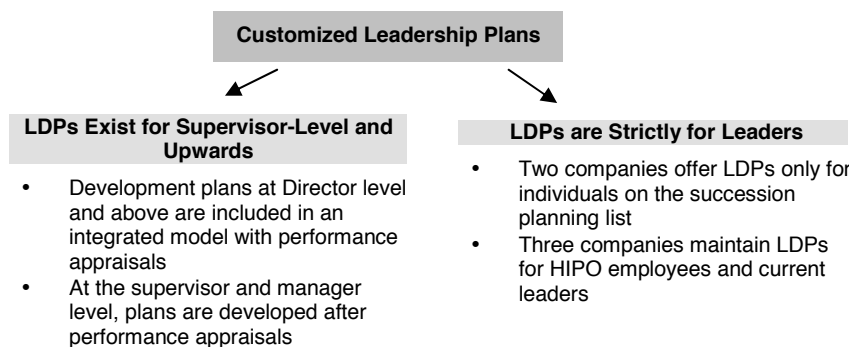 Customized Leadership Plans
LDPs Exist for Supervisor-Level and
Upwards
• Development plans at Director level
and above are included in an
integrated model with performance
appraisals
• At the supervisor and manager
level, plans are developed after
performance appraisals
LDPs are Strictly for Leaders
• Two companies offer LDPs only for
individuals on the succession
planning list
• Three companies maintain LDPs
for HIPO employees and current
leaders